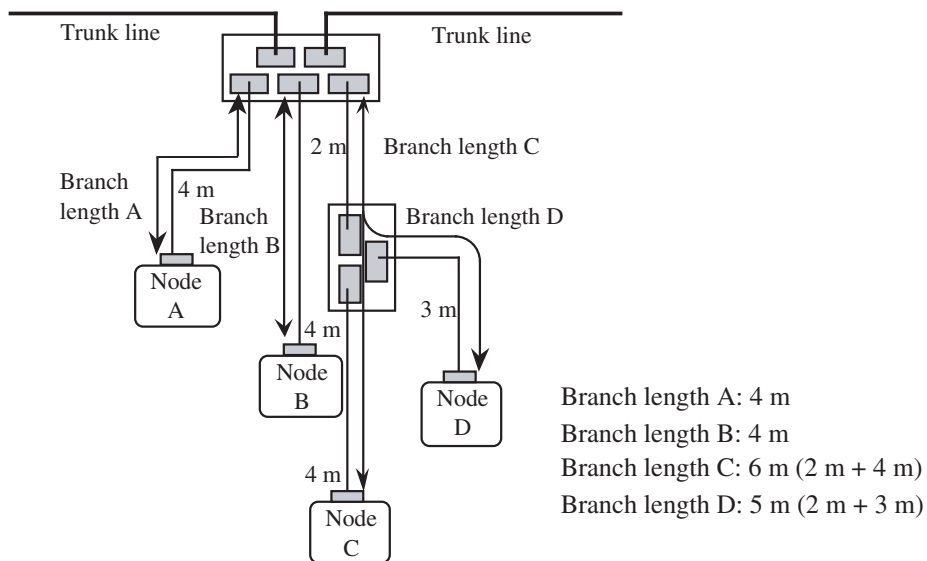 Trunk line
Trunk line
2 m
Branch length C
Branch
length A
4 m
Branch
length B
Branch length D
Node
A
3 m
4 m
Node
B
Node
D
4 m
Node
C
Branch length A: 4 m
Branch length B: 4 m
Branch length C: 6 m (2 m + 4 m)
Branch length D: 5 m (2 m + 3 m)